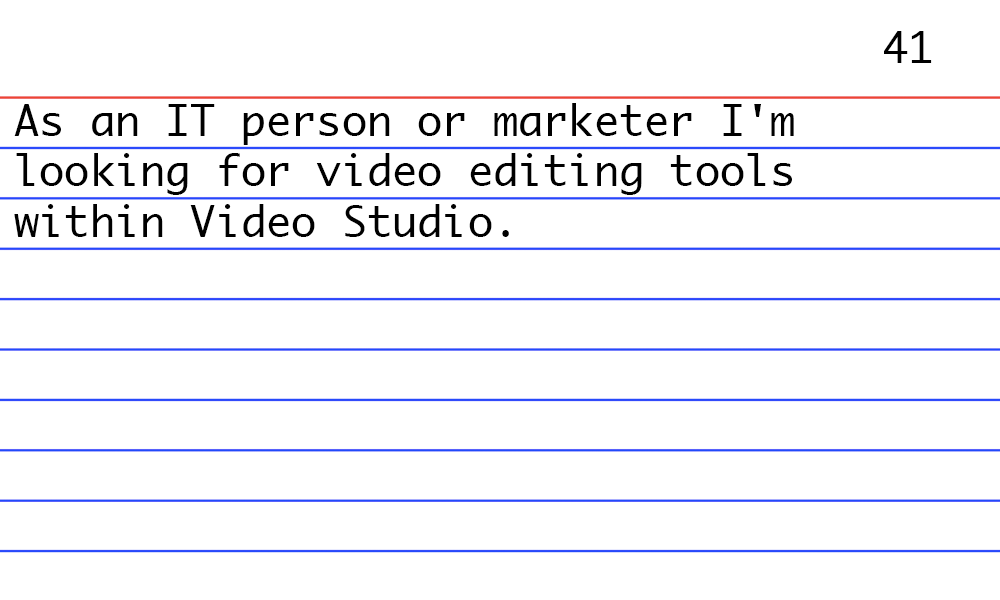 41
As an IT person or marketer I'm
looking for video editing tools
within Video Studio.